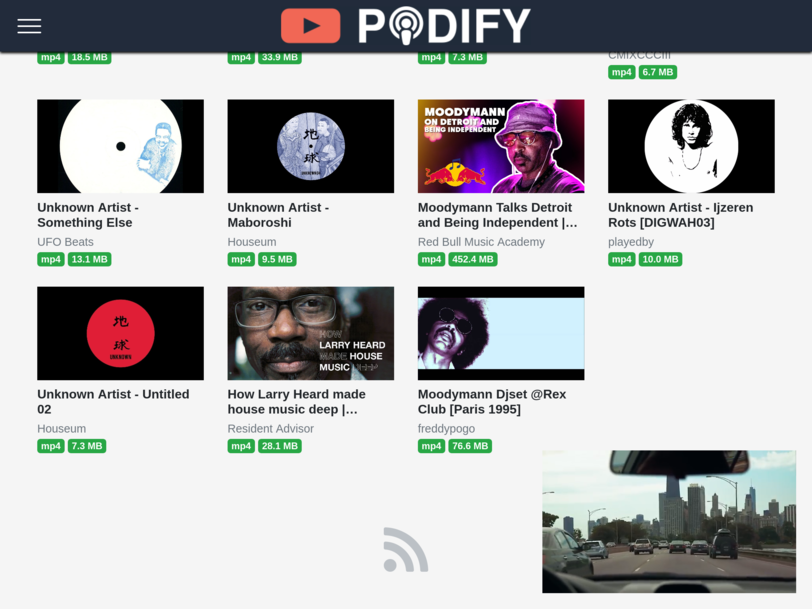 PODIFY
mp4 18.5 MB
mp4 33.9 MB
mp4 7.3 MB
CMIXCCCIII
mp4 6.7 MB
地
球
地
球
UNKNOWN
MOODYMANN
ON DETROIT AND
BEING INDEPENDENT
Red Bull
Unknown Artist -
Something Else
UFO Beats
mp4 13.1 MB
Unknown Artist -
Maboroshi
Houseum
mp4 9.5 MB
Moodymann Talks Detroit
and Being Independent |...
Red Bull Music Academy
mp4 452.4 MB
Unknown Artist - Ijzeren
Rots [DIGWAH03]
playedby
mp4 10.0 MB
HOW
LARRY HEARD
MADE HOUSE
MUSIC
Unknown Artist - Untitled
02
Houseum
mp4 7.3 MB
How Larry Heard made
house music deep |...
Resident Advisor
mp4 28.1 MB
Moodymann Djset @Rex
Club [Paris 1995]
freddypogo
mp4 76.6 MB